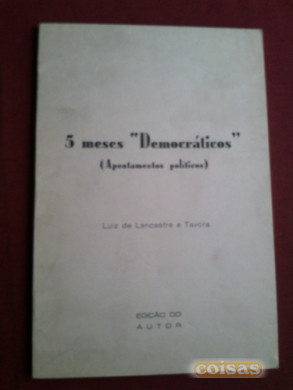 5 meses "Democráticos"
(Apontamentos políticos)
Luiz de Lancastre e Tavora
EDIÇÃO DO
AUTOR
coisas